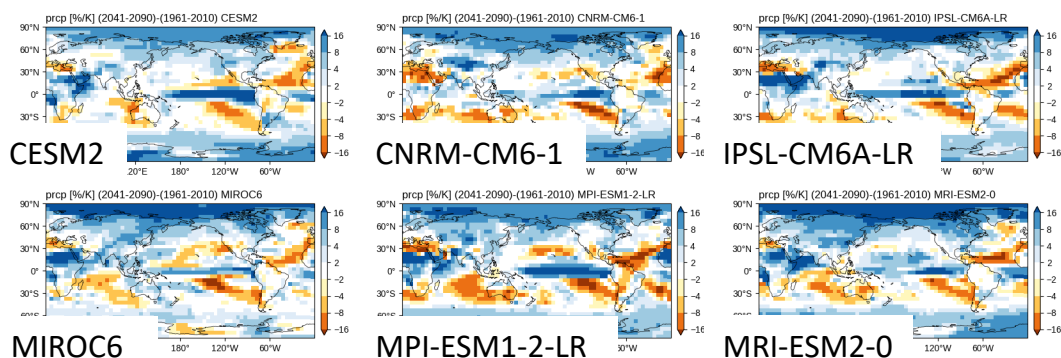 prcp [%/K] (2041-2090)-(1961-2010) CESM2
90°N
60°N
30°N
0°
30°S
16
8
4
2
-2
-4
-8
-16
120°E
180°
120°W
60°W
CESM2
prcp [%/K] (2041-2090)-(1961-2010) CNRM-CM6-1
90°N
60°N
30°N
0°
30°S
16
8
4
2
-2
-4
-8
-16
W
60°W
CNRM-CM6-1
prcp [%/K] (2041-2090)-(1961-2010) IPSL-CM6A-LR
90°N
60°N
30°N
0°
30°S
16
8
4
2
-2
-4
-8
-16
°W
60°W
IPSL-CM6A-LR
prcp [%/K] (2041-2090)-(1961-2010) MIROC6
90°N
60°N
30°N
0°
30°S
16
8
4
2
-2
-4
-8
-16
180°
120°W
60°W
MIROC6
prcp [%/K] (2041-2090)-(1961-2010) MPI-ESM1-2-LR
90°N
60°N
30°N
0°
30°S
16
8
4
2
-2
-4
-8
-16
60°W
MPI-ESM1-2-LR
prcp [%/K] (2041-2090)-(1961-2010) MRI-ESM2-0
90°N
60°N
30°N
0°
30°S
16
8
4
2
-2
-4
-8
-16
120°W
60°W
MRI-ESM2-0